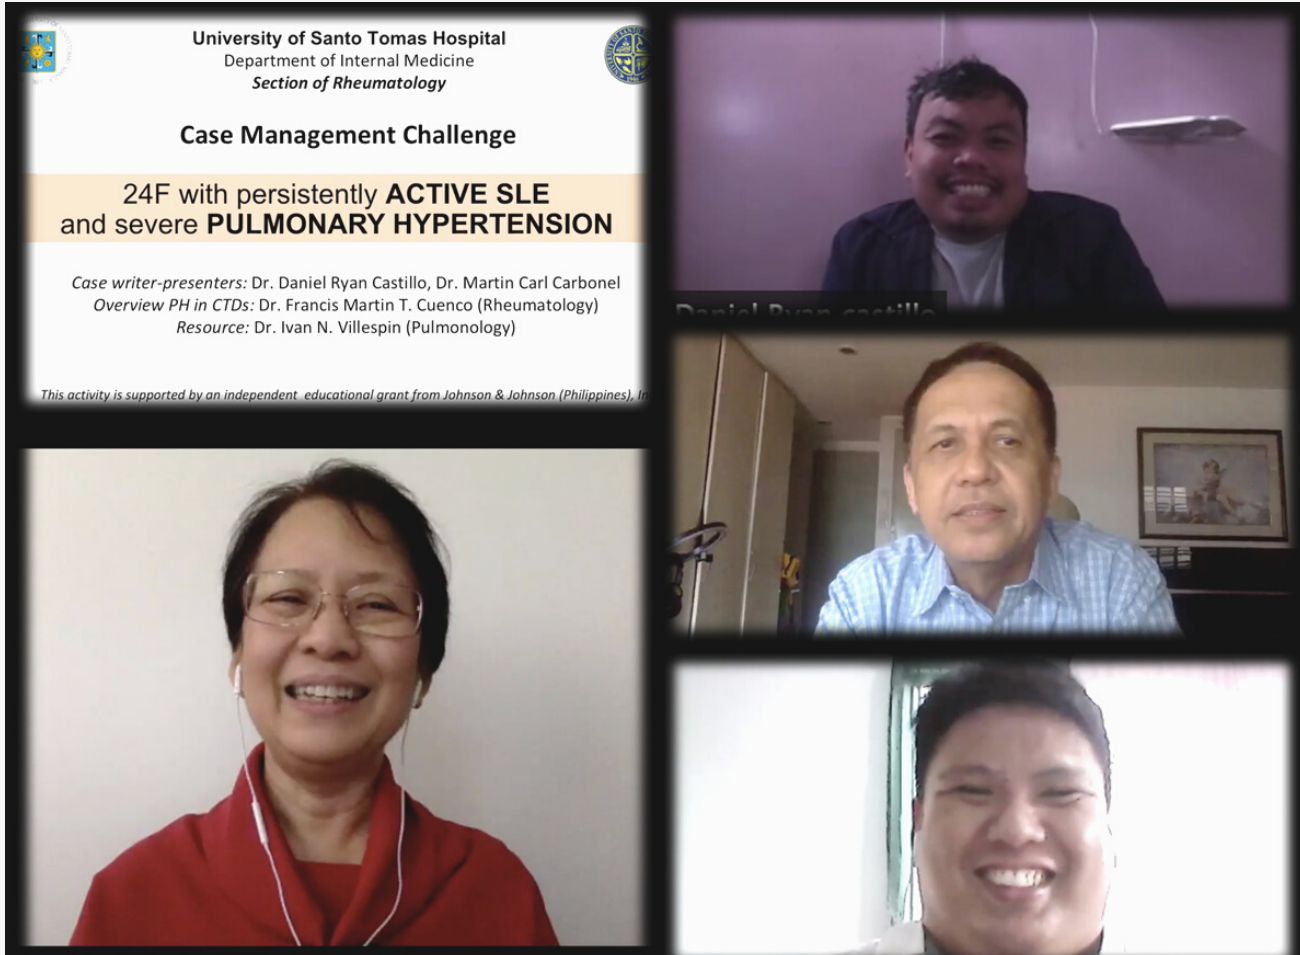 University of Santo Tomas Hospital
Department of Internal Medicine
Section of Rheumatology
Case Management Challenge
24F with persistently ACTIVE SLE
and severe PULMONARY HYPERTENSION
Case writer-presenters: Dr. Daniel Ryan Castillo, Dr. Martin Carl Carbonel
Overview PH in CTDs: Dr. Francis Martin T. Cuenco (Rheumatology)
Resource: Dr. Ivan N. Villespin (Pulmonology)
This activity is supported by an independent educational grant from Johnson & Johnson (Philippines),
Daniel Ryan castillo